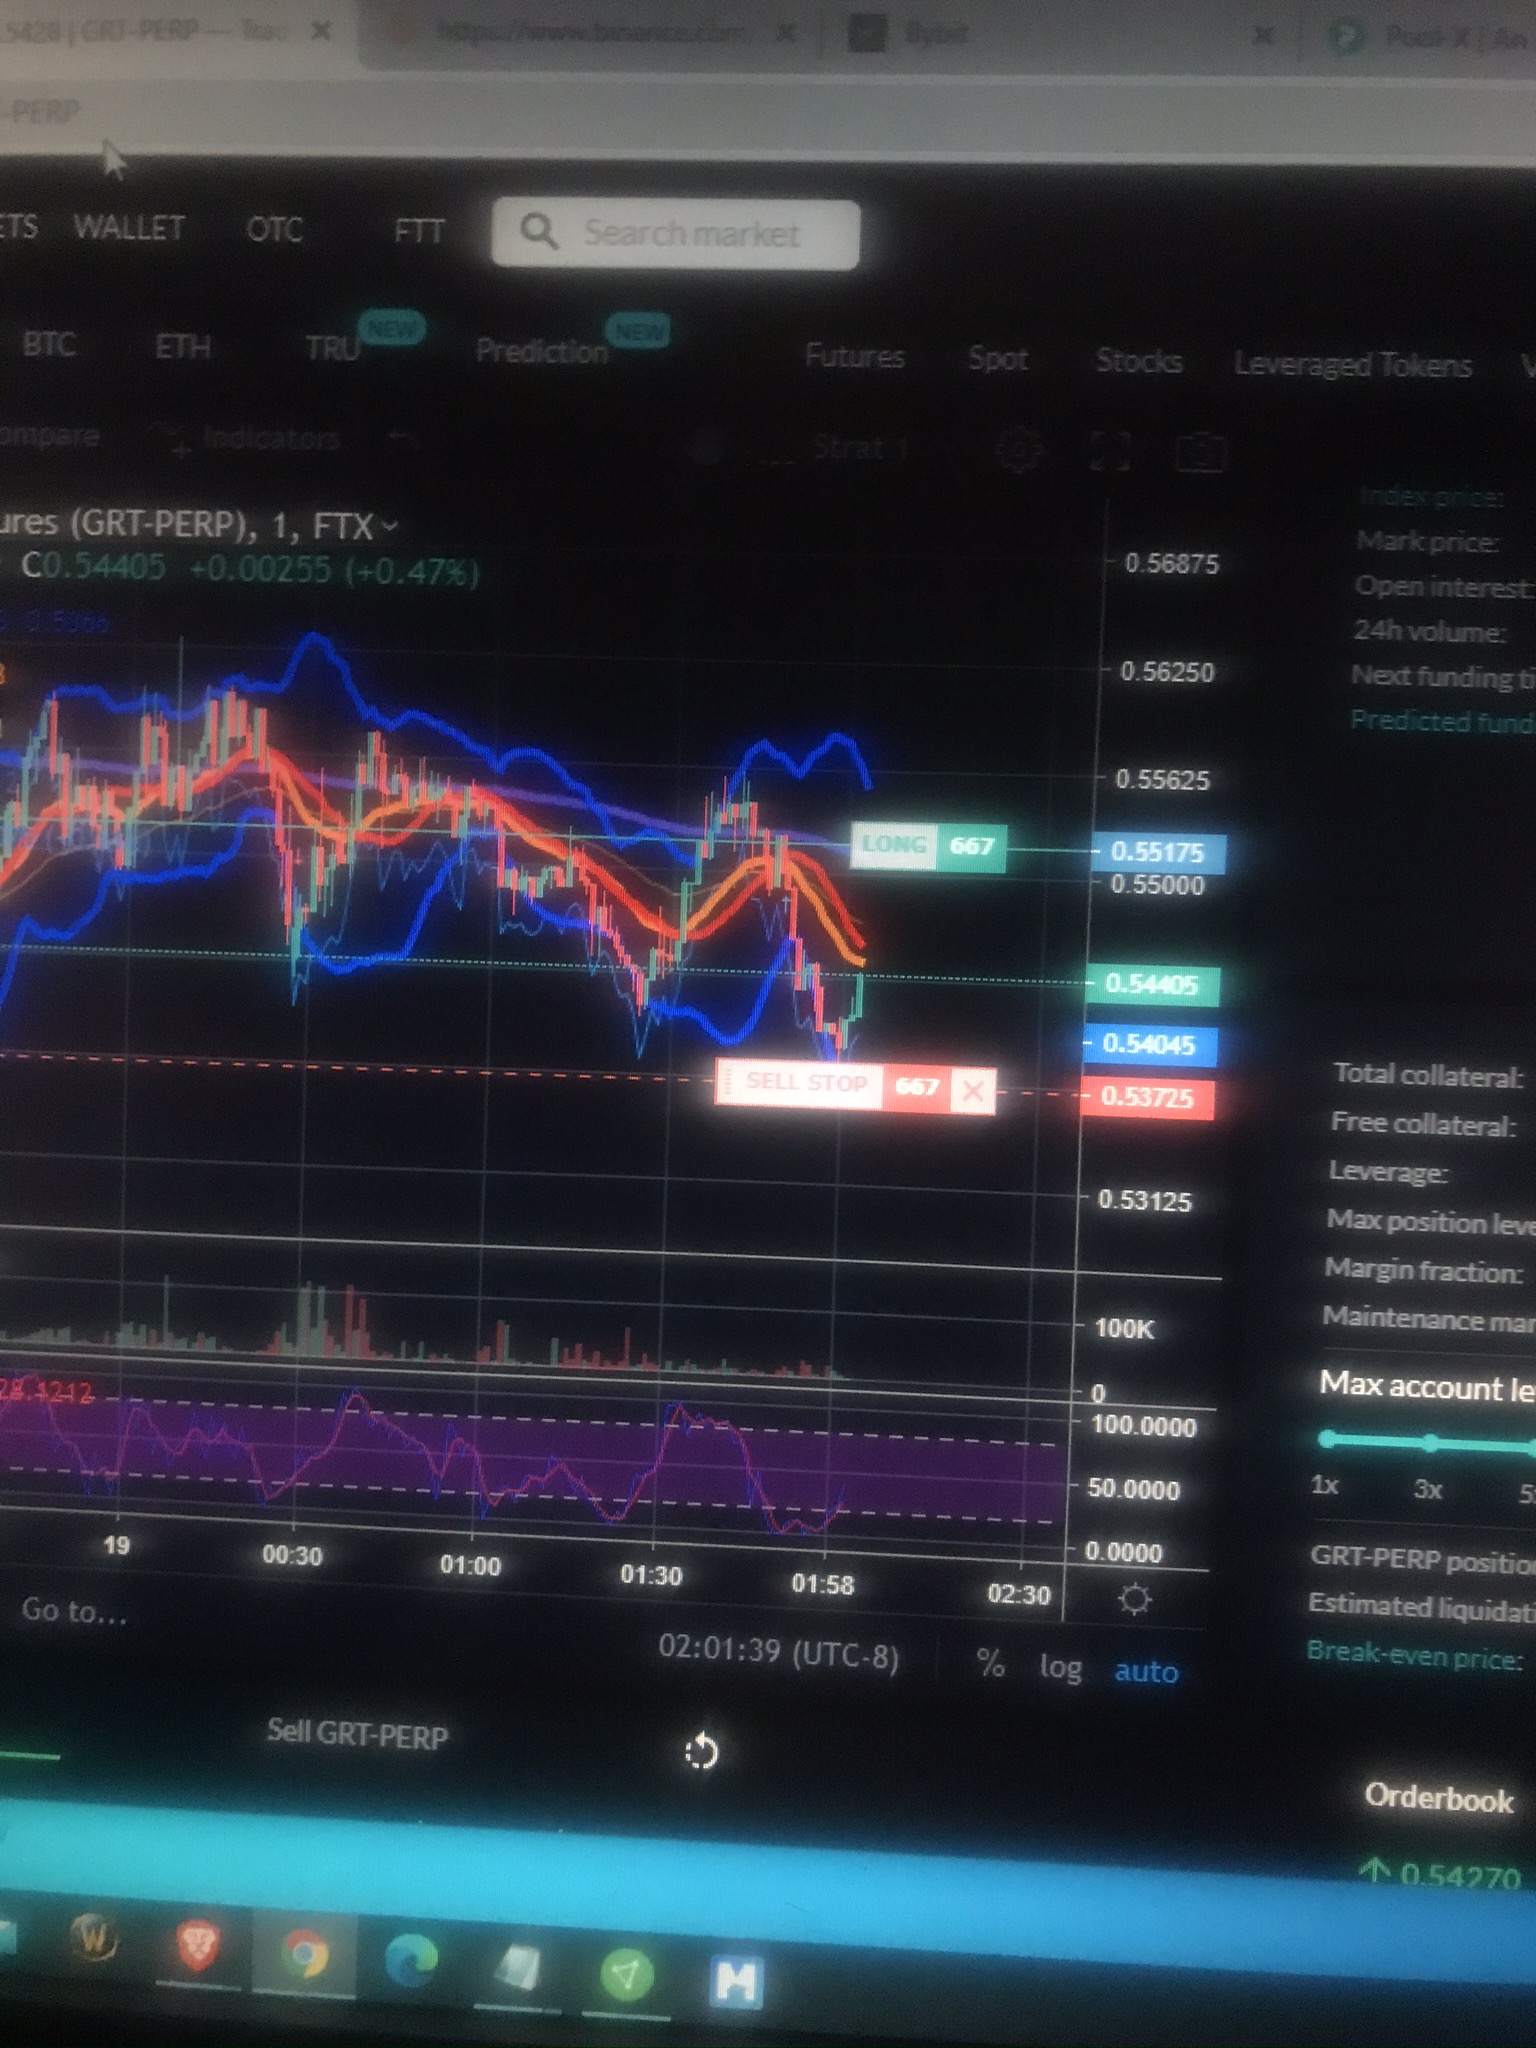 .5428 | GRT-PERP — Trad
https://www.binance.com
Bybit
Pool-X | An
-PERP
ETS WALLET OTC FTT Search market
BTC ETH TRU NEW Prediction NEW Futures Spot Stocks Leveraged Tokens V
ompare Indicators Strat 1
Index price:
Mark price:
Open interest:
24h volume:
Next funding ti
Predicted fund
ures (GRT-PERP), 1, FTX
C0.54405 +0.00255 (+0.47%)
0.56875
0.56250
0.55625
LONG 667
0.55175
0.55000
0.54405
0.54045
SELL STOP 667
0.53725
0.53125
Total collateral:
Free collateral:
Leverage:
Max position leve
Margin fraction:
Maintenance mar
100K
0
28.1212
100.0000
50.0000
0.0000
Max account le
1x 3x 5
19 00:30 01:00 01:30 01:58 02:30
GRT-PERP positio
Estimated liquidat
Break-even price:
Go to...
02:01:39 (UTC-8) % log auto
Sell GRT-PERP
Orderbook
0.54270
W
M